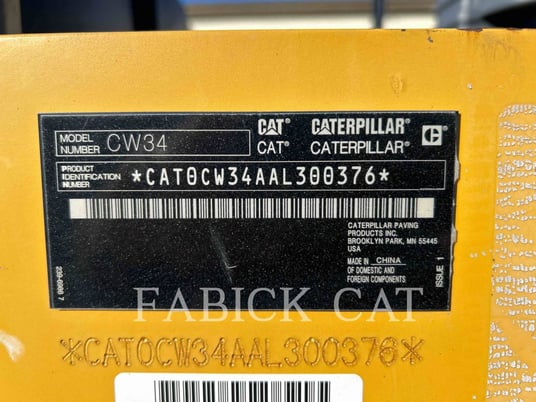 MODEL NUMBER CW34
CAT® CATERPILLAR® C®
CAT® CATERPILLAR®
PRODUCT IDENTIFICATION NUMBER *CAT0CW34AAL300376*
CATERPILLAR PAVING
PRODUCTS INC.
BROOKLYN PARK, MN 55445
USA
MADE IN CHINA
OF DOMESTIC AND
FOREIGN COMPONENTS
ISSUE 1
FABICK CAT
*CAT0CW34AAL300376*